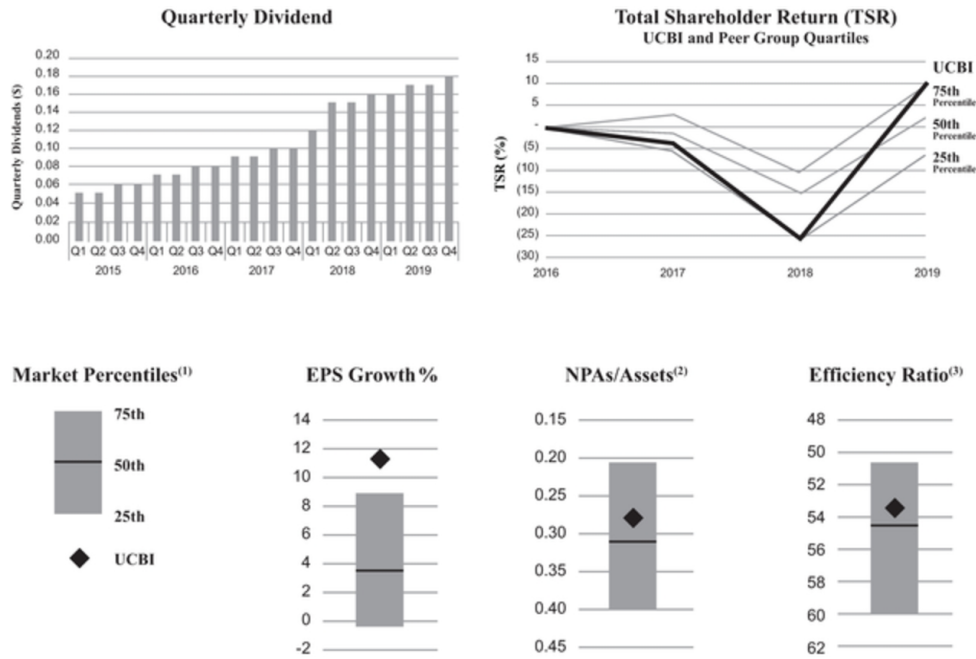 Quarterly Dividend
Quarterly Dividends ($)
0.20
0.18
0.16
0.14
0.12
0.10
0.08
0.06
0.04
0.02
0.00
Q1 Q2 Q3 Q4 Q1 Q2 Q3 Q4 Q1 Q2 Q3 Q4 Q1 Q2 Q3 Q4 Q1 Q2 Q3 Q4
2015 2016 2017 2018 2019
Total Shareholder Return (TSR)
UCBI and Peer Group Quartiles
TSR (%)
15
10
5
-
(5)
(10)
(15)
(20)
(25)
(30)
2016 2017 2018 2019
UCBI
75th
Percentile
50th
Percentile
25th
Percentile
Market Percentiles(1)
75th
50th
25th
UCBI
EPS Growth %
14
12
10
8
6
4
2
0
-2
NPAs/Assets(2)
0.15
0.20
0.25
0.30
0.35
0.40
0.45
Efficiency Ratio(3)
48
50
52
54
56
58
60
62